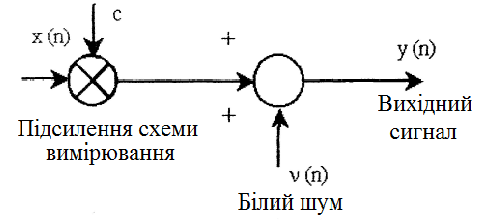 c
x (n)
+
y (n)
Вихідний
сигнал
+
Підсилення схеми
вимірювання
ν (n)
Білий шум